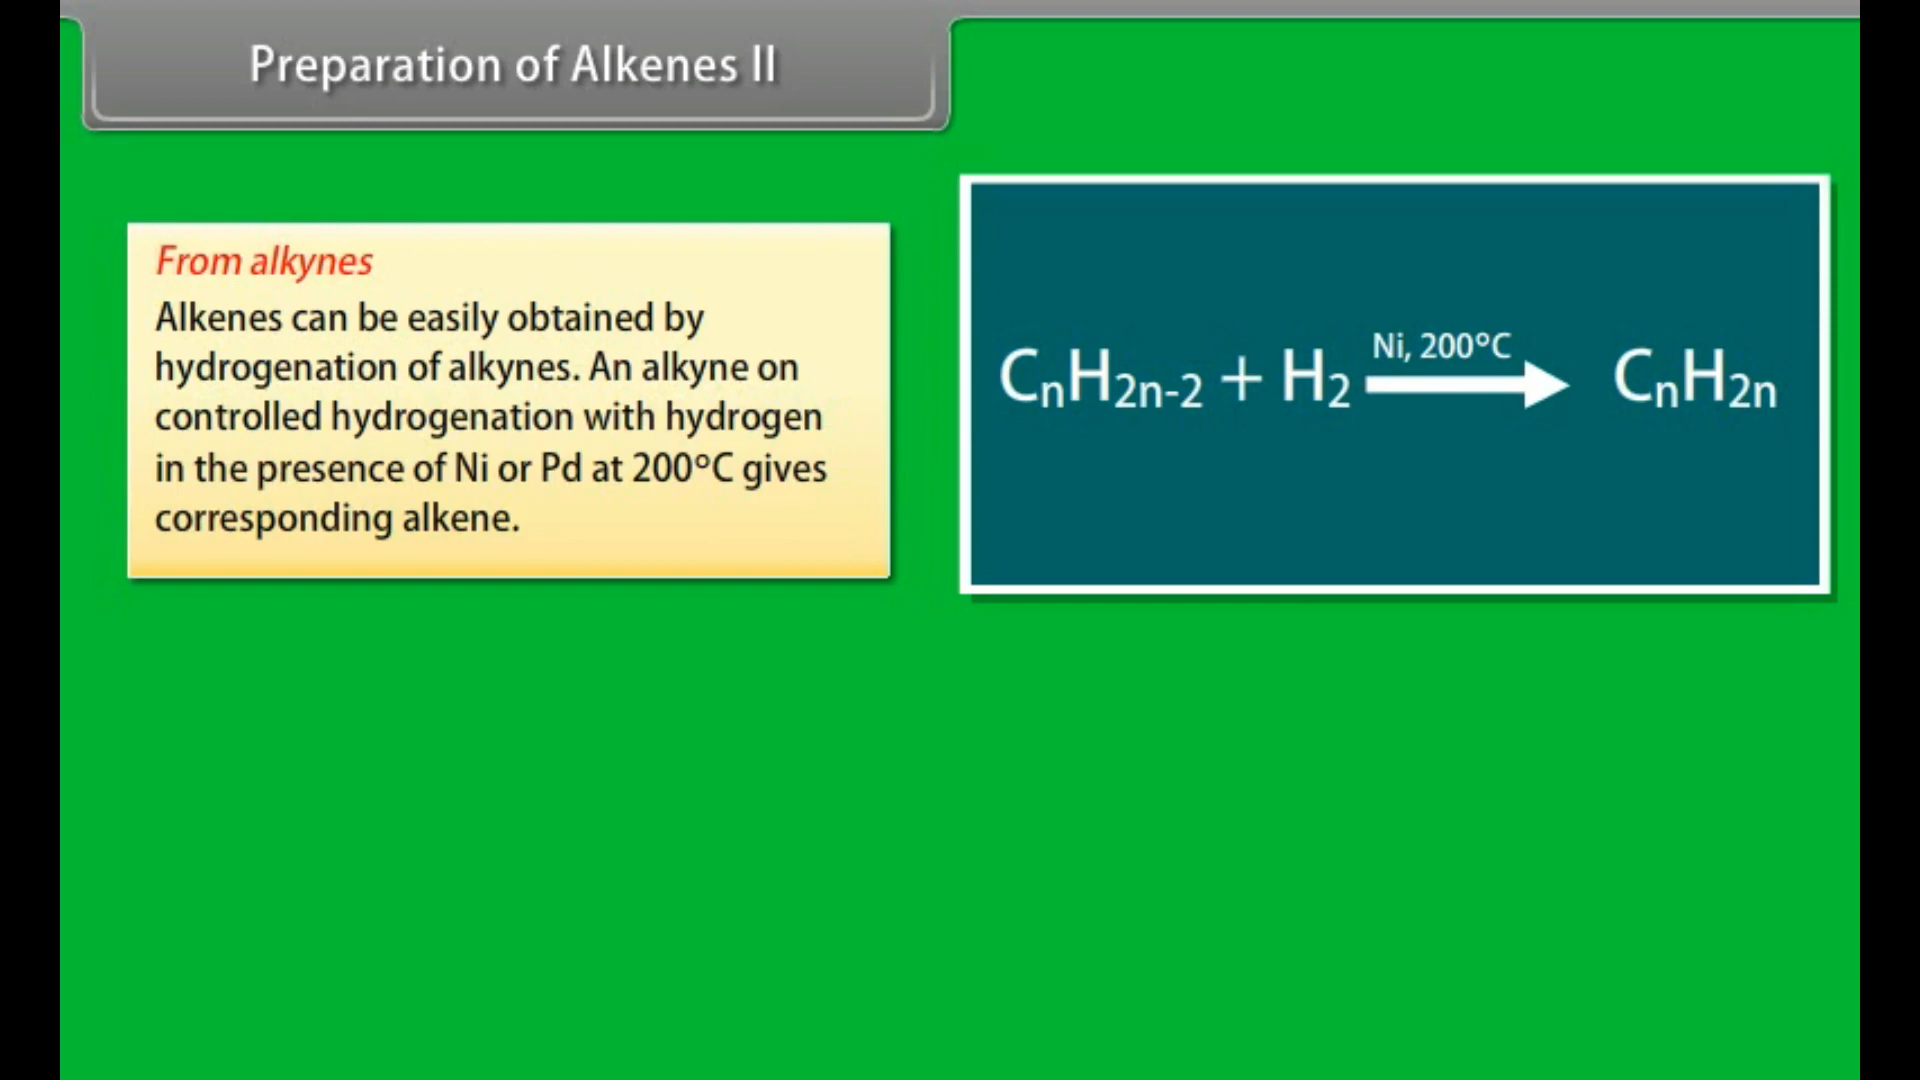 Preparation of Alkenes II
From alkynes
Alkenes can be easily obtained by
hydrogenation of alkynes. An alkyne on
controlled hydrogenation with hydrogen
in the presence of Ni or Pd at 200°C gives
corresponding alkene.
Ni, 200°C
CnH2n-2 + H2 → CnH2n